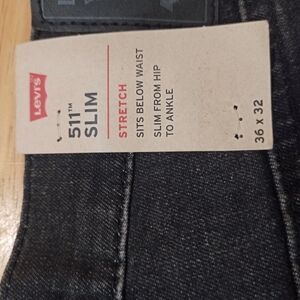 Levi's
511™
SLIM
STRETCH
SITS BELOW WAIST
SLIM FROM HIP
TO ANKLE
36 x 32